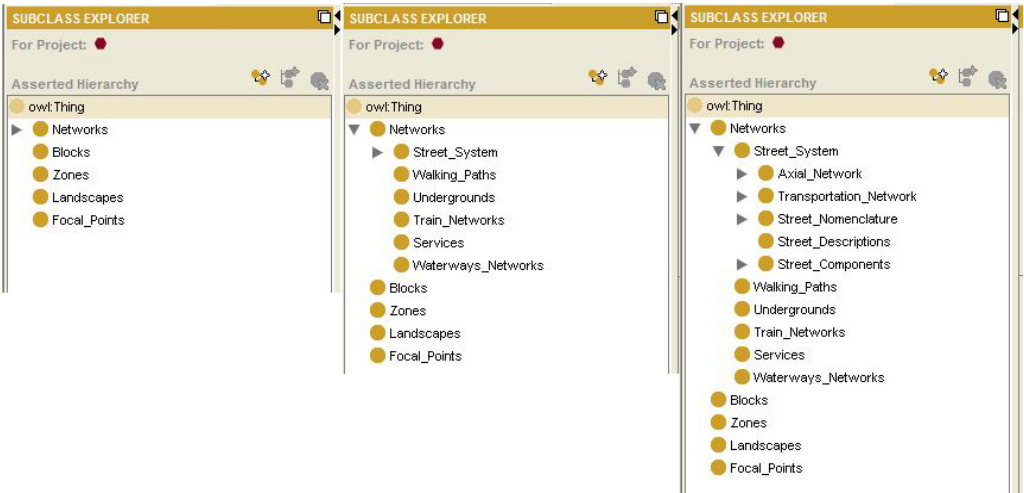 SUBCLASS EXPLORER
For Project:
Asserted Hierarchy
owl:Thing
Networks
Blocks
Zones
Landscapes
Focal_Points
SUBCLASS EXPLORER
For Project:
Asserted Hierarchy
owl:Thing
Networks
Street_System
Walking_Paths
Undergrounds
Train_Networks
Services
Waterways_Networks
Blocks
Zones
Landscapes
Focal_Points
SUBCLASS EXPLORER
For Project:
Asserted Hierarchy
owl:Thing
Networks
Street_System
Axial_Network
Transportation_Network
Street_Nomenclature
Street_Descriptions
Street_Components
Walking_Paths
Undergrounds
Train_Networks
Services
Waterways_Networks
Blocks
Zones
Landscapes
Focal_Points